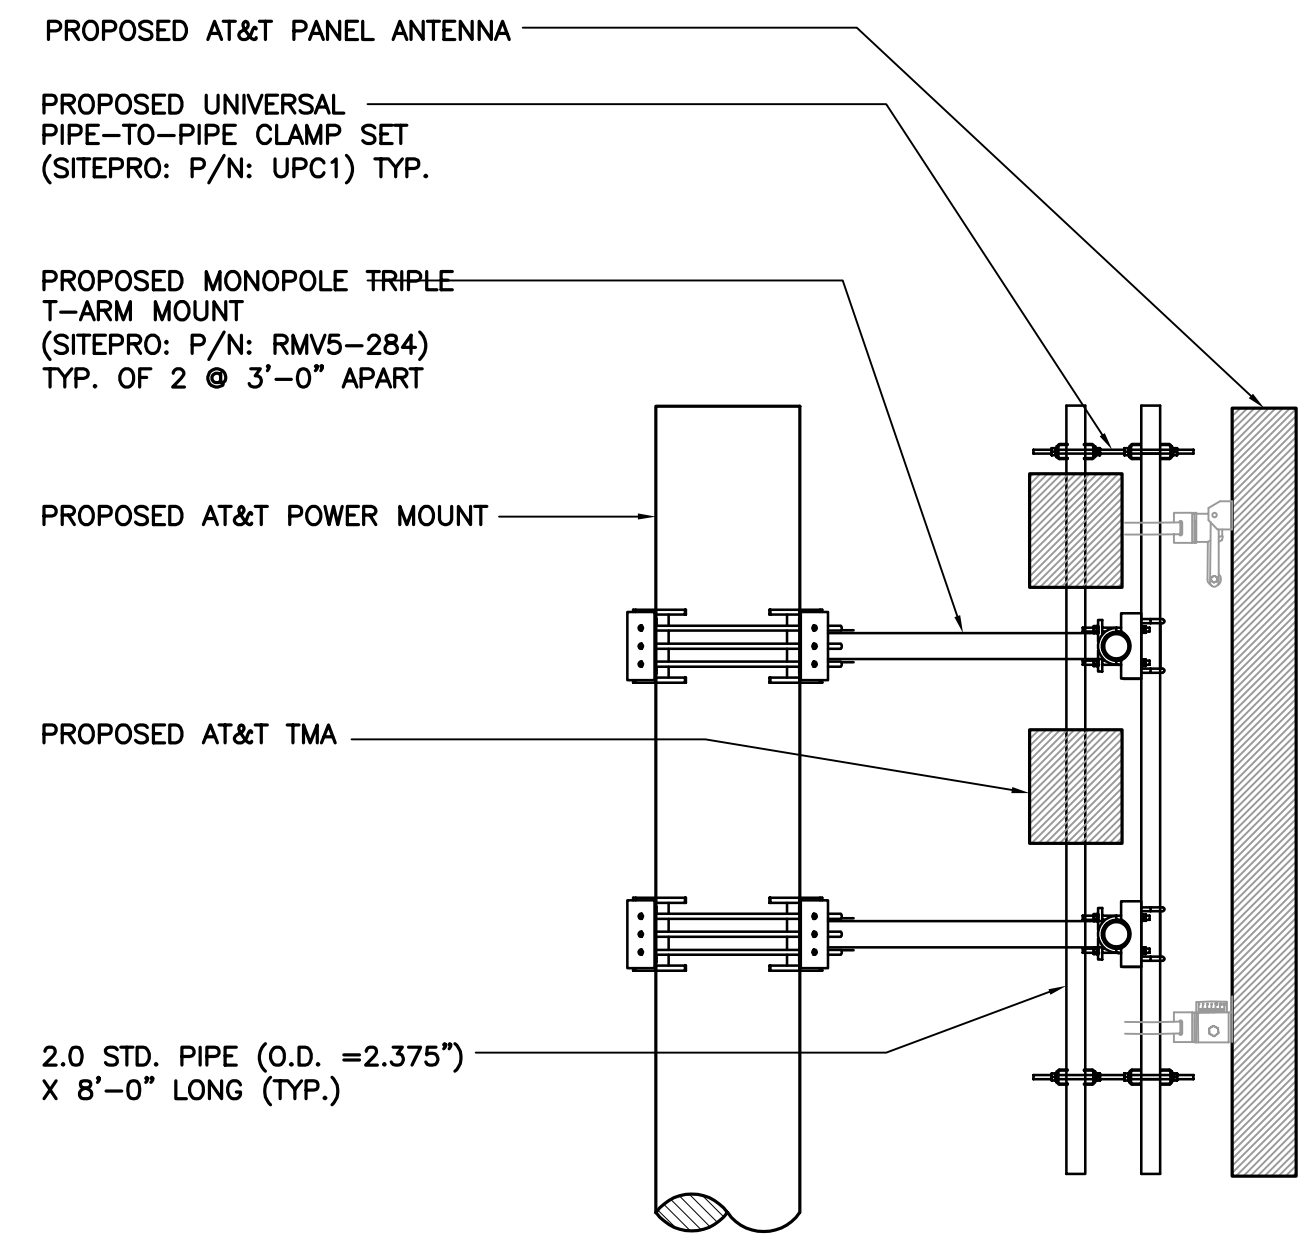 PROPOSED AT&T PANEL ANTENNA
PROPOSED UNIVERSAL
PIPE-TO-PIPE CLAMP SET
(SITEPRO: P/N: UPC1) TYP.
PROPOSED MONOPOLE TRIPLE
T-ARM MOUNT
(SITEPRO: P/N: RMV5-284)
TYP. OF 2 @ 3'-0" APART
PROPOSED AT&T POWER MOUNT
PROPOSED AT&T TMA
2.0 STD. PIPE (O.D. =2.375")
X 8'-0" LONG (TYP.)